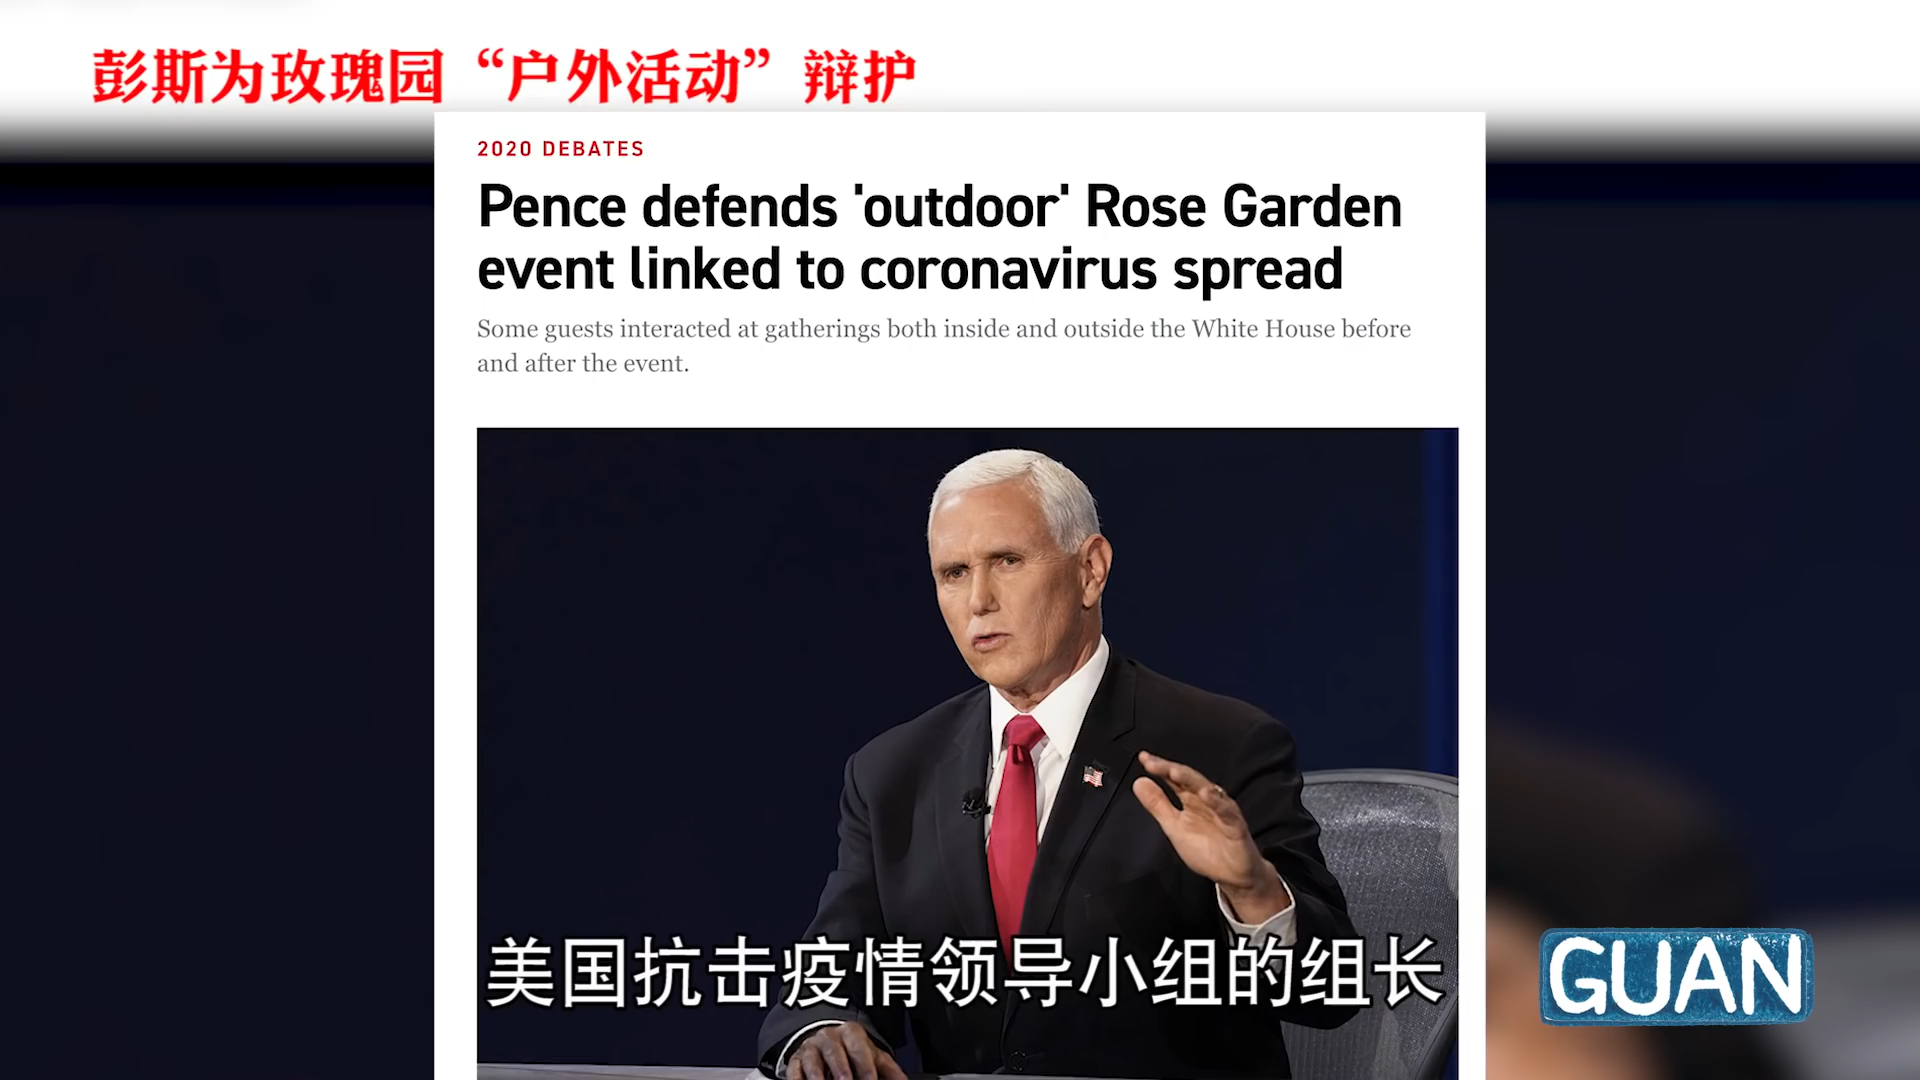 彭斯为玫瑰园“户外活动”辩护
2020 DEBATES
Pence defends 'outdoor' Rose Garden
event linked to coronavirus spread
Some guests interacted at gatherings both inside and outside the White House before
and after the event.
美国抗击疫情领导小组的组长
GUAN